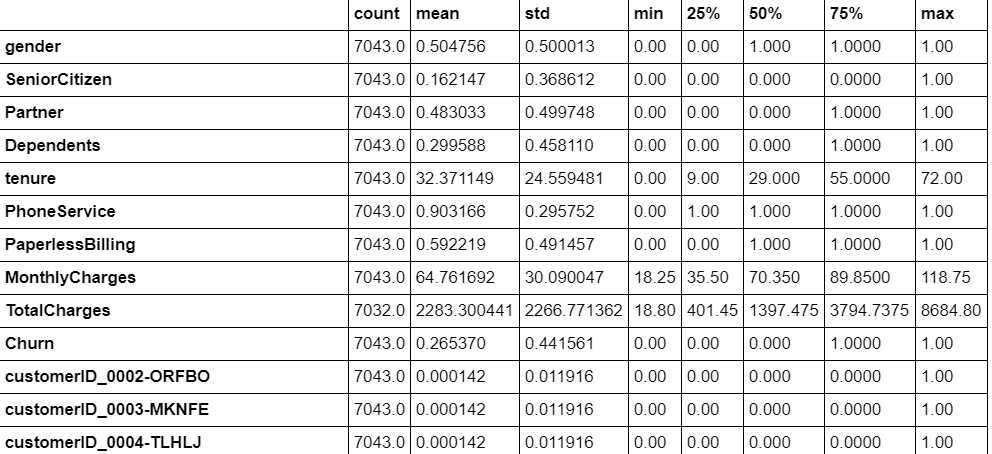 count mean std min 25% 50% 75% max
gender 7043.0 0.504756 0.500013 0.00 0.00 1.000 1.0000 1.00
SeniorCitizen 7043.0 0.162147 0.368612 0.00 0.00 0.000 0.0000 1.00
Partner 7043.0 0.483033 0.499748 0.00 0.00 0.000 1.0000 1.00
Dependents 7043.0 0.299588 0.458110 0.00 0.00 0.000 1.0000 1.00
tenure 7043.0 32.371149 24.559481 0.00 9.00 29.000 55.0000 72.00
PhoneService 7043.0 0.903166 0.295752 0.00 1.00 1.000 1.0000 1.00
PaperlessBilling 7043.0 0.592219 0.491457 0.00 0.00 1.000 1.0000 1.00
MonthlyCharges 7043.0 64.761692 30.090047 18.25 35.50 70.350 89.8500 118.75
TotalCharges 7032.0 2283.300441 2266.771362 18.80 401.45 1397.475 3794.7375 8684.80
Churn 7043.0 0.265370 0.441561 0.00 0.00 0.000 1.0000 1.00
customerID_0002-ORFBO 7043.0 0.000142 0.011916 0.00 0.00 0.000 0.0000 1.00
customerID_0003-MKNFE 7043.0 0.000142 0.011916 0.00 0.00 0.000 0.0000 1.00
customerID_0004-TLHLJ 7043.0 0.000142 0.011916 0.00 0.00 0.000 0.0000 1.00